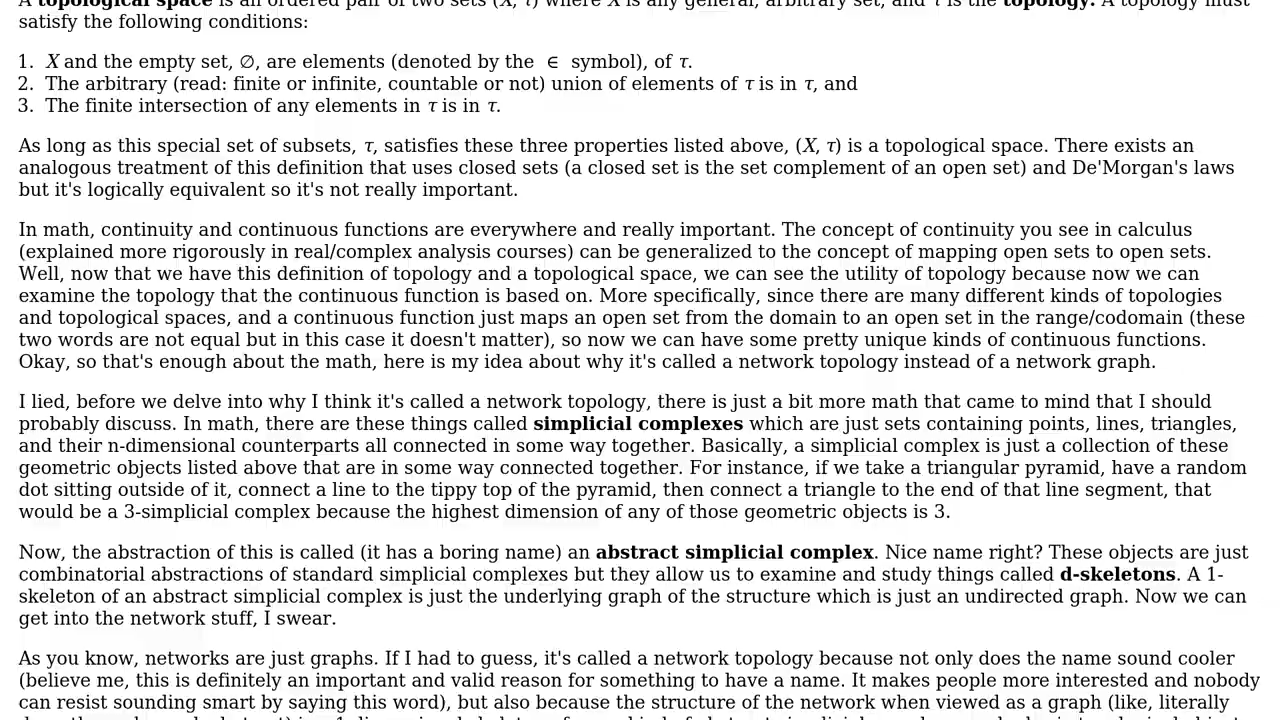 A topological space is an ordered pair of two sets (X, τ) where X is any general, arbitrary set, and τ is the topology. A topology must
satisfy the following conditions:
1. X and the empty set, ∅, are elements (denoted by the ∈ symbol), of τ.
2. The arbitrary (read: finite or infinite, countable or not) union of elements of τ is in τ, and
3. The finite intersection of any elements in τ is in τ.
As long as this special set of subsets, τ, satisfies these three properties listed above, (X, τ) is a topological space. There exists an
analogous treatment of this definition that uses closed sets (a closed set is the set complement of an open set) and De'Morgan's laws
but it's logically equivalent so it's not really important.
In math, continuity and continuous functions are everywhere and really important. The concept of continuity you see in calculus
(explained more rigorously in real/complex analysis courses) can be generalized to the concept of mapping open sets to open sets.
Well, now that we have this definition of topology and a topological space, we can see the utility of topology because now we can
examine the topology that the continuous function is based on. More specifically, since there are many different kinds of topologies
and topological spaces, and a continuous function just maps an open set from the domain to an open set in the range/codomain (these
two words are not equal but in this case it doesn't matter), so now we can have some pretty unique kinds of continuous functions.
Okay, so that's enough about the math, here is my idea about why it's called a network topology instead of a network graph.
I lied, before we delve into why I think it's called a network topology, there is just a bit more math that came to mind that I should
probably discuss. In math, there are these things called simplicial complexes which are just sets containing points, lines, triangles,
and their n-dimensional counterparts all connected in some way together. Basically, a simplicial complex is just a collection of these
geometric objects listed above that are in some way connected together. For instance, if we take a triangular pyramid, have a random
dot sitting outside of it, connect a line to the tippy top of the pyramid, then connect a triangle to the end of that line segment, that
would be a 3-simplicial complex because the highest dimension of any of those geometric objects is 3.
Now, the abstraction of this is called (it has a boring name) an abstract simplicial complex. Nice name right? These objects are just
combinatorial abstractions of standard simplicial complexes but they allow us to examine and study things called d-skeletons. A 1-
skeleton of an abstract simplicial complex is just the underlying graph of the structure which is just an undirected graph. Now we can
get into the network stuff, I swear.
As you know, networks are just graphs. If I had to guess, it's called a network topology because not only does the name sound cooler
(believe me, this is definitely an important and valid reason for something to have a name. It makes people more interested and nobody
can resist sounding smart by saying this word), but also because the structure of the network when viewed as a graph (like, literally